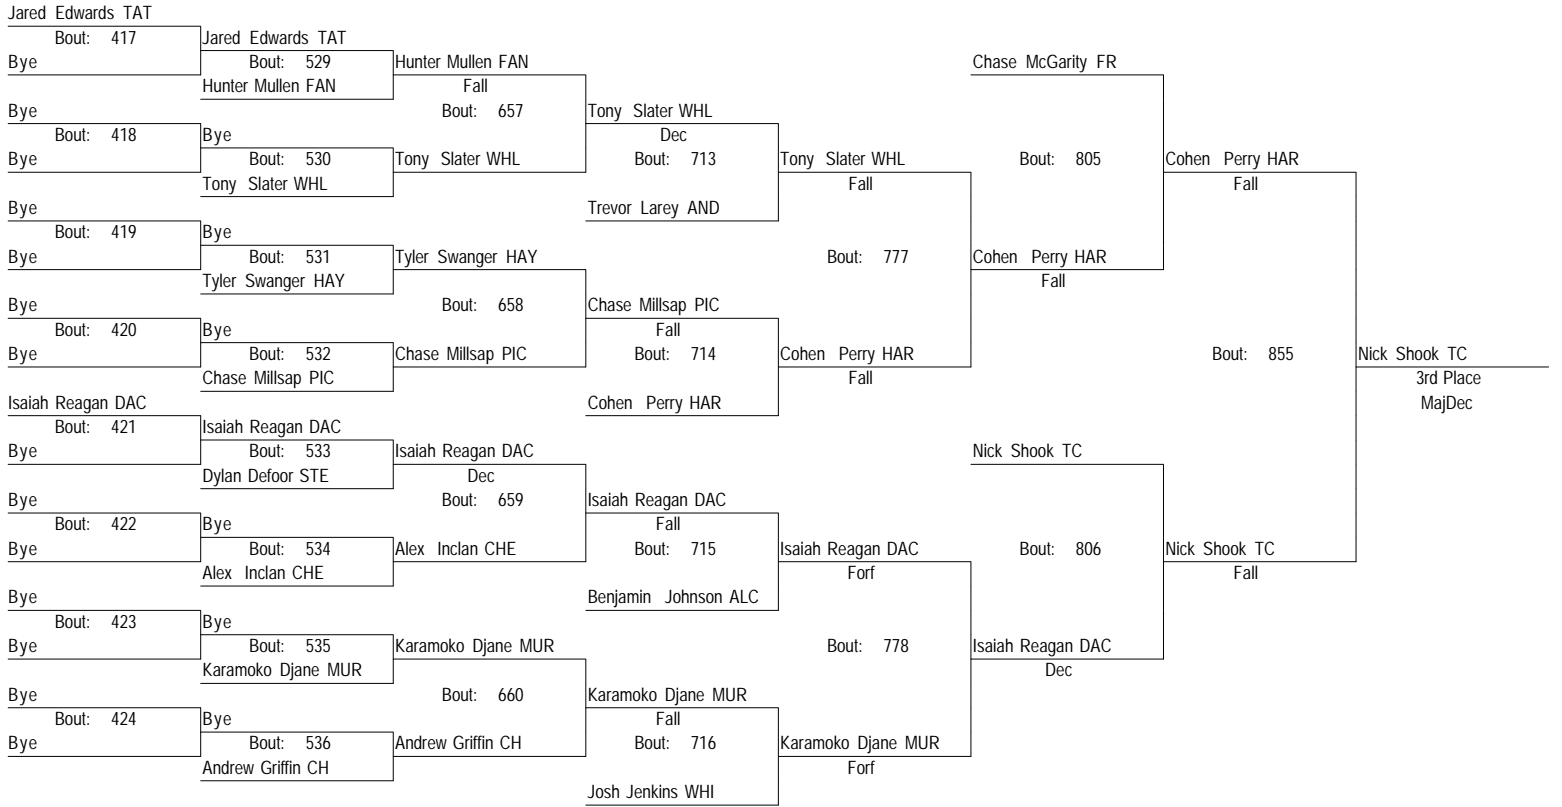 Jared Edwards TAT
Bout: 417 Jared Edwards TAT
Bye Bout: 529 Hunter Mullen FAN Chase McGarity FR
Hunter Mullen FAN Fall
Bye Bout: 657 Tony Slater WHL
Bout: 418 Bye Dec
Bye Bout: 530 Tony Slater WHL Bout: 713 Tony Slater WHL Bout: 805 Cohen Perry HAR
Tony Slater WHL Fall Fall
Bye Trevor Larey AND
Bout: 419 Bye
Bye Bout: 531 Tyler Swanger HAY Bout: 777 Cohen Perry HAR
Tyler Swanger HAY Fall
Bye Bout: 658 Chase Millsap PIC
Bout: 420 Bye Fall
Bye Bout: 532 Chase Millsap PIC Bout: 714 Cohen Perry HAR Bout: 855 Nick Shook TC
Chase Millsap PIC Fall 3rd Place
Isaiah Reagan DAC Cohen Perry HAR MajDec
Bout: 421 Isaiah Reagan DAC
Bye Bout: 533 Isaiah Reagan DAC Nick Shook TC
Dylan Defoor STE Dec
Bye Bout: 659 Isaiah Reagan DAC
Bout: 422 Bye Fall
Bye Bout: 534 Alex Inclan CHE Bout: 715 Isaiah Reagan DAC Bout: 806 Nick Shook TC
Alex Inclan CHE Forf Fall
Bye Benjamin Johnson ALC
Bout: 423 Bye
Bye Bout: 535 Karamoko Djane MUR Bout: 778 Isaiah Reagan DAC
Karamoko Djane MUR Dec
Bye Bout: 660 Karamoko Djane MUR
Bout: 424 Bye Fall
Bye Bout: 536 Andrew Griffin CH Bout: 716 Karamoko Djane MUR
Andrew Griffin CH Forf
Josh Jenkins WHI